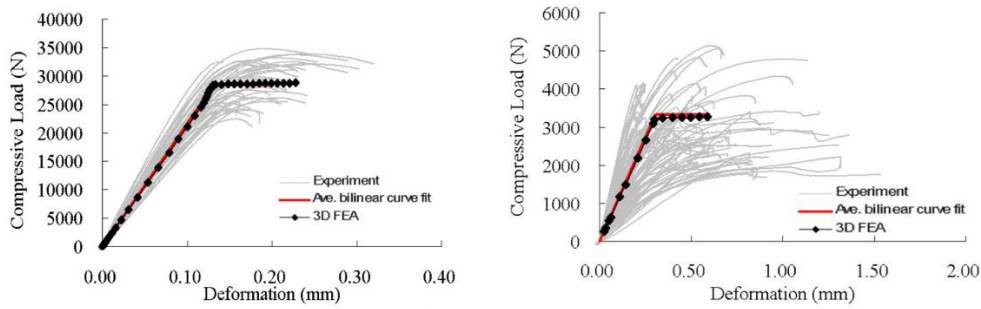 Compressive Load (N)
40000
35000
30000
25000
20000
15000
10000
5000
0
Experiment
Ave. bilinear curve fit
3D FEA
0.00
0.10
0.20
0.30
0.40
Deformation (mm)
Compressive Load (N)
6000
5000
4000
3000
2000
1000
0
Experiment
Ave. bilinear curve fit
3D FEA
0.00
0.50
1.00
1.50
2.00
Deformation (mm)